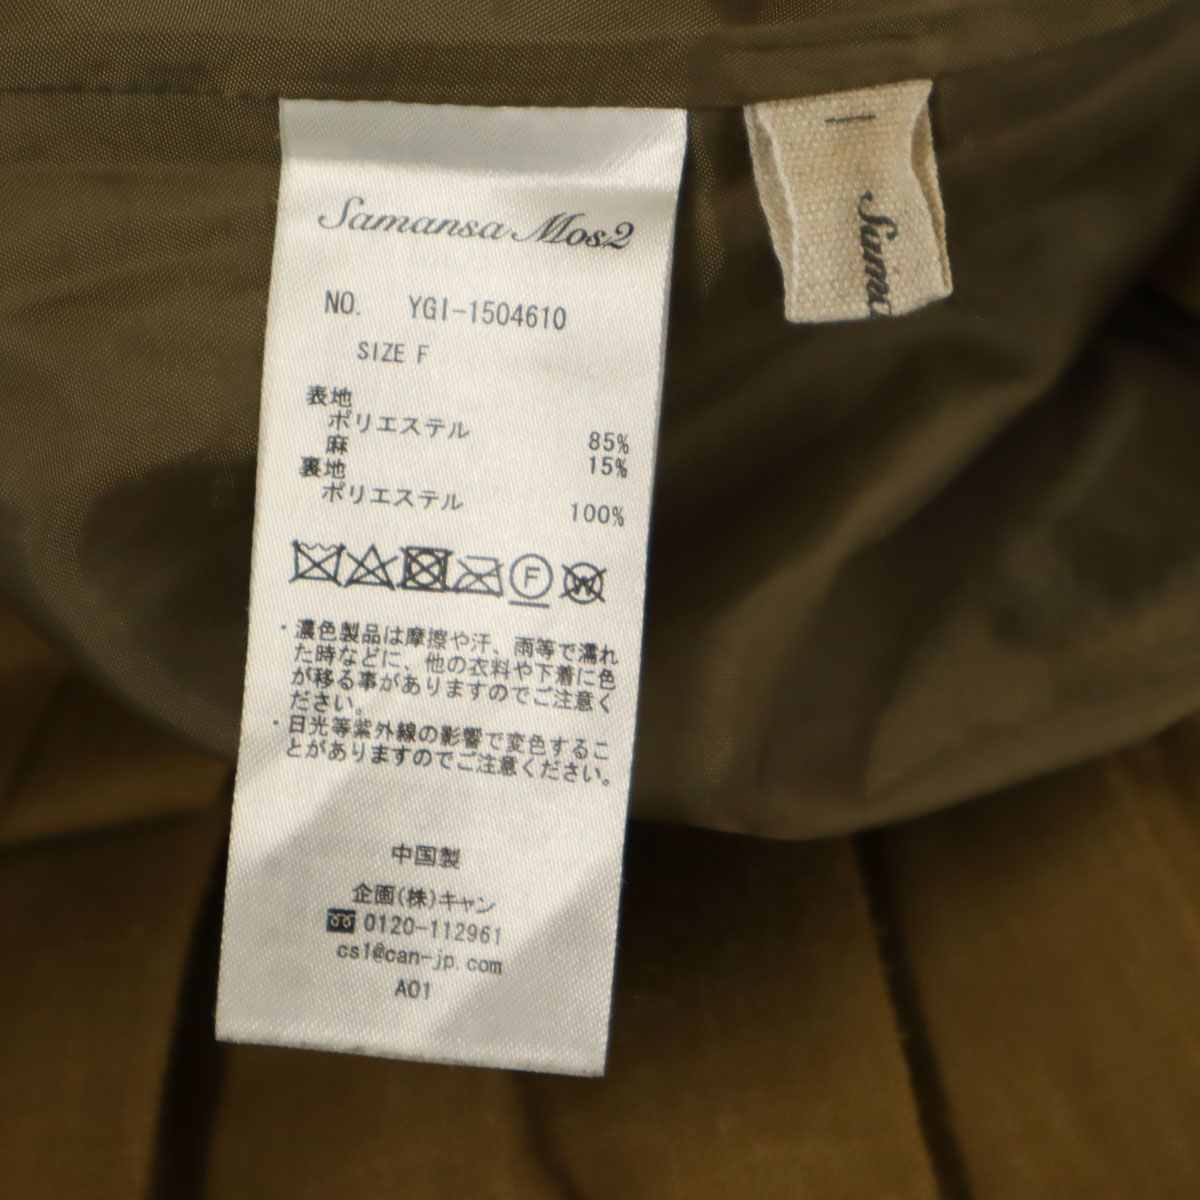 Samansa Mos2
NO. YGI-1504610
SIZE F
表地
ポリエステル 85%
麻 15%
裏地
ポリエステル 100%
F W
・濃色製品は摩擦や汗、雨等で濡れ
た時などに、他の衣料や下着に色
が移る事がありますのでご注意く
ださい。
・日光等紫外線の影響で変色するこ
とがありますのでご注意ください。
中国製
企画(株)キャン
0120-112961
cs1@can-jp.com
A01
Sama